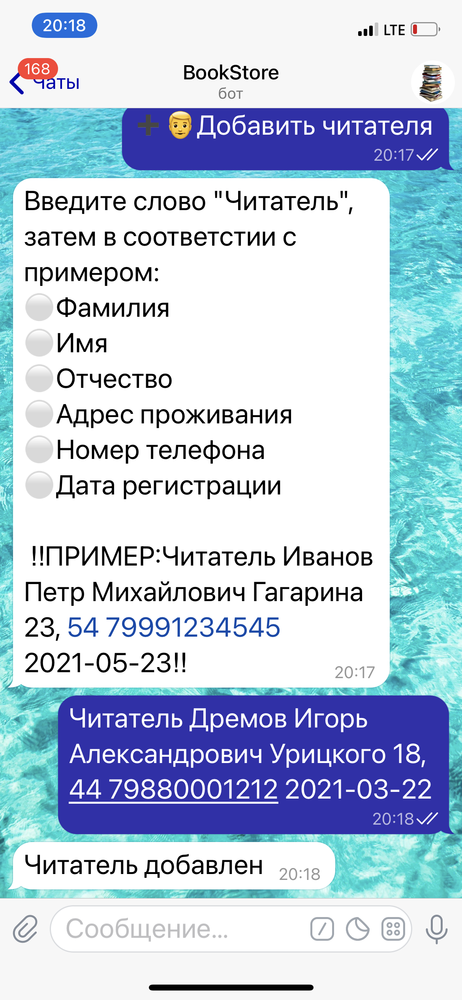 20:18
LTE
168
Чаты
BookStore
бот
Добавить читателя
20:17
Введите слово "Читатель",
затем в соответстии с
примером:
Фамилия
Имя
Отчество
Адрес проживания
Номер телефона
Дата регистрации
!!ПРИМЕР:Читатель Иванов
Петр Михайлович Гагарина
23, 54 79991234545
2021-05-23!!
20:17
Читатель Дремов Игорь
Александрович Урицкого 18,
44 79880001212 2021-03-22
20:18
Читатель добавлен
20:18
Сообщение...